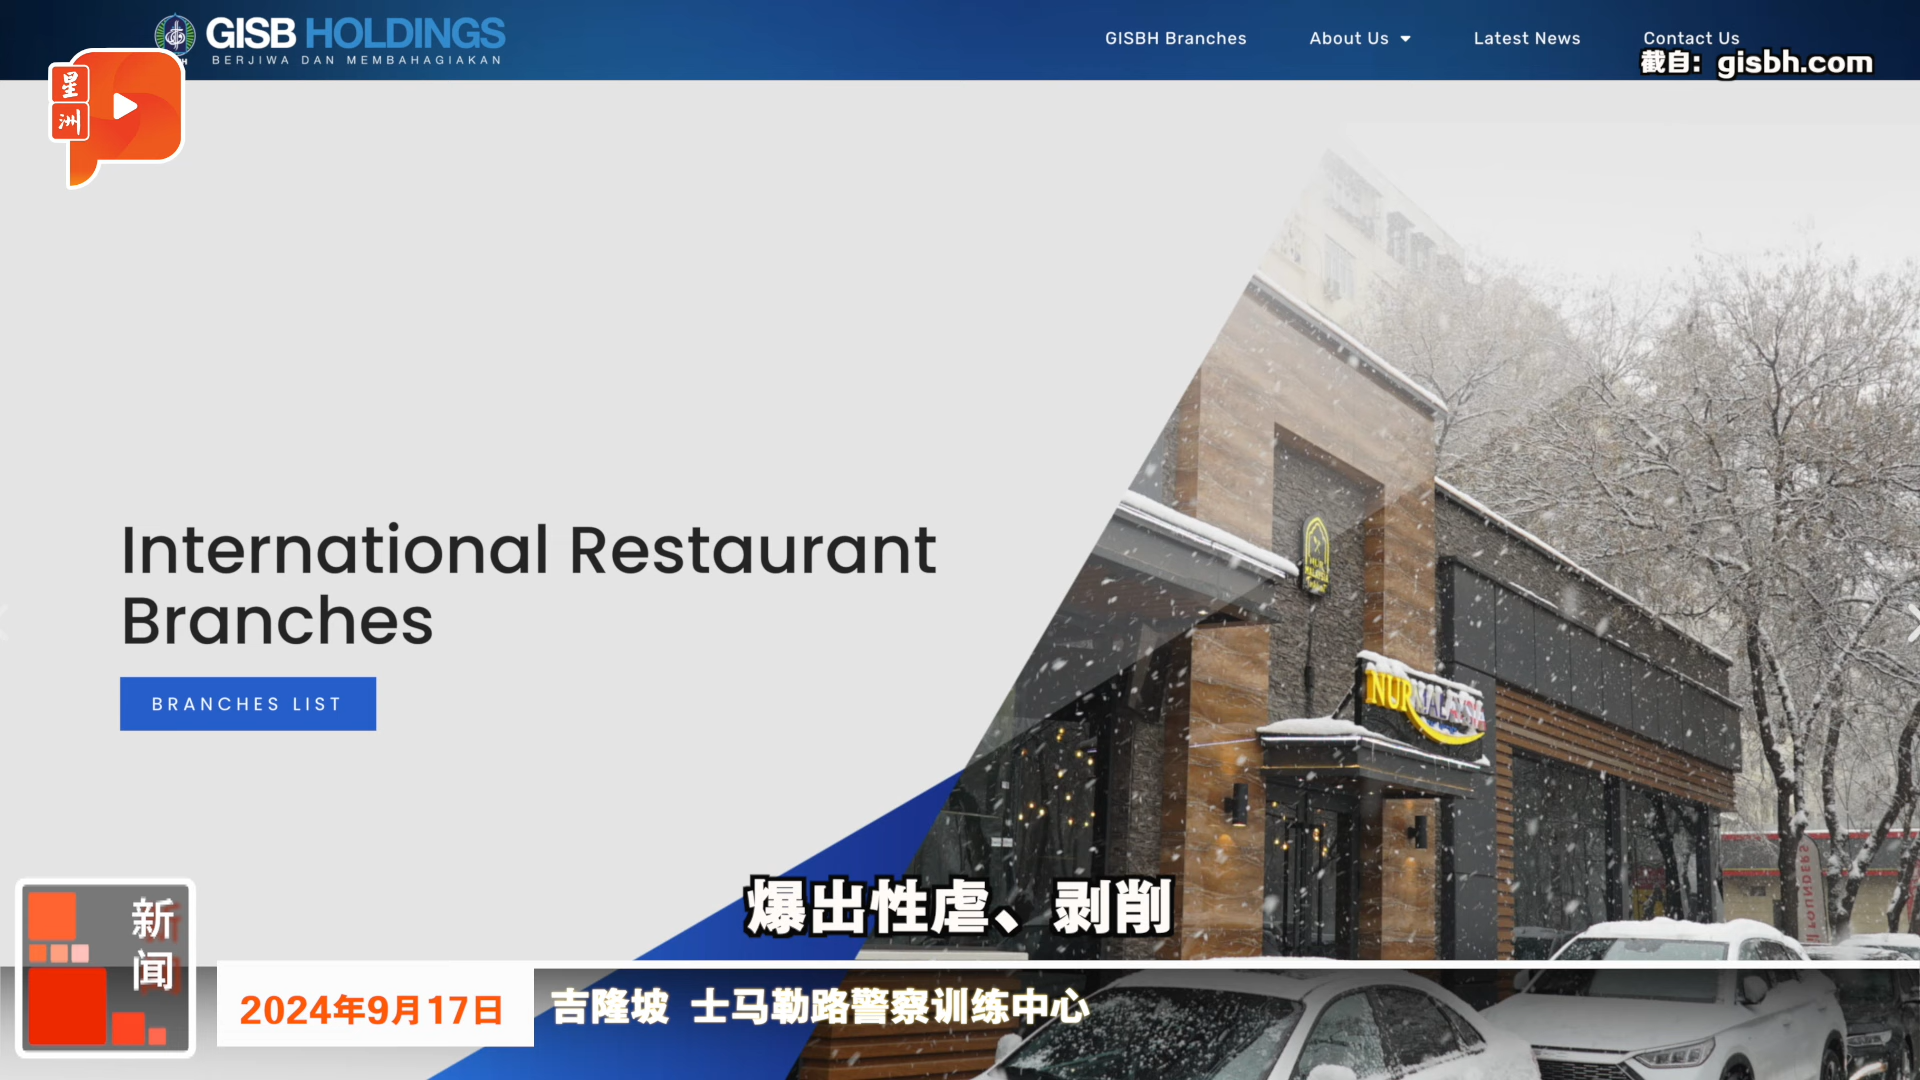 GISB HOLDINGS
BERJIWA DAN MEMBAHAGIAKAN
GISBH Branches
About Us
Latest News
Contact Us
截自：gisbh.com
星洲
International Restaurant
Branches
BRANCHES LIST
NUR MALAYSIA
爆出性虐、剥削
新闻
2024年9月17日
吉隆坡 士马勒路警察训练中心